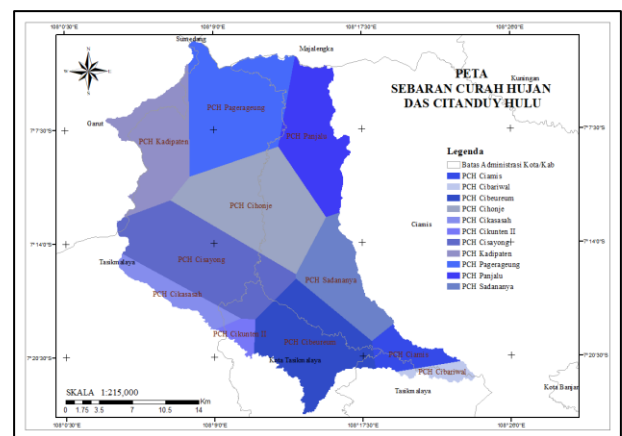 108°0'30"E 108°9'0"E 108°17'30"E 108°26'0"E
Sumedang
Majalengka
N
W E
S
PETA
SEBARAN CURAH HUJAN
DAS CITANDUY HULU
Kuningan
PCH Pagerageung
PCH Panjalu
Garut
7°7'30"S 7°7'30"S
PCH Kadipaten
Legenda
Batas Administrasi Kota/Kab
PCH Ciamis
PCH Cibariwal
PCH Cibeureum
PCH Cihonje
PCH Cikasasah
PCH Cikunten II
PCH Cisayong
PCH Kadipaten
PCH Pagerageung
PCH Panjalu
PCH Sadananya
PCH Cihonje
Ciamis
7°14'0"S 7°14'0"S
PCH Cisayong
Tasikmalaya
PCH Sadananya
PCH Cikasasah
PCH Cikunten II
PCH Cibeureum
PCH Ciamis
Kota Tasikmalaya
7°20'30"S 7°20'30"S
PCH Cibariwal
Tasikmalaya
Kota Banjar
SKALA 1:215,000
Km
0 1.75 3.5 7 10.5 14
108°0'30"E 108°9'0"E 108°17'30"E